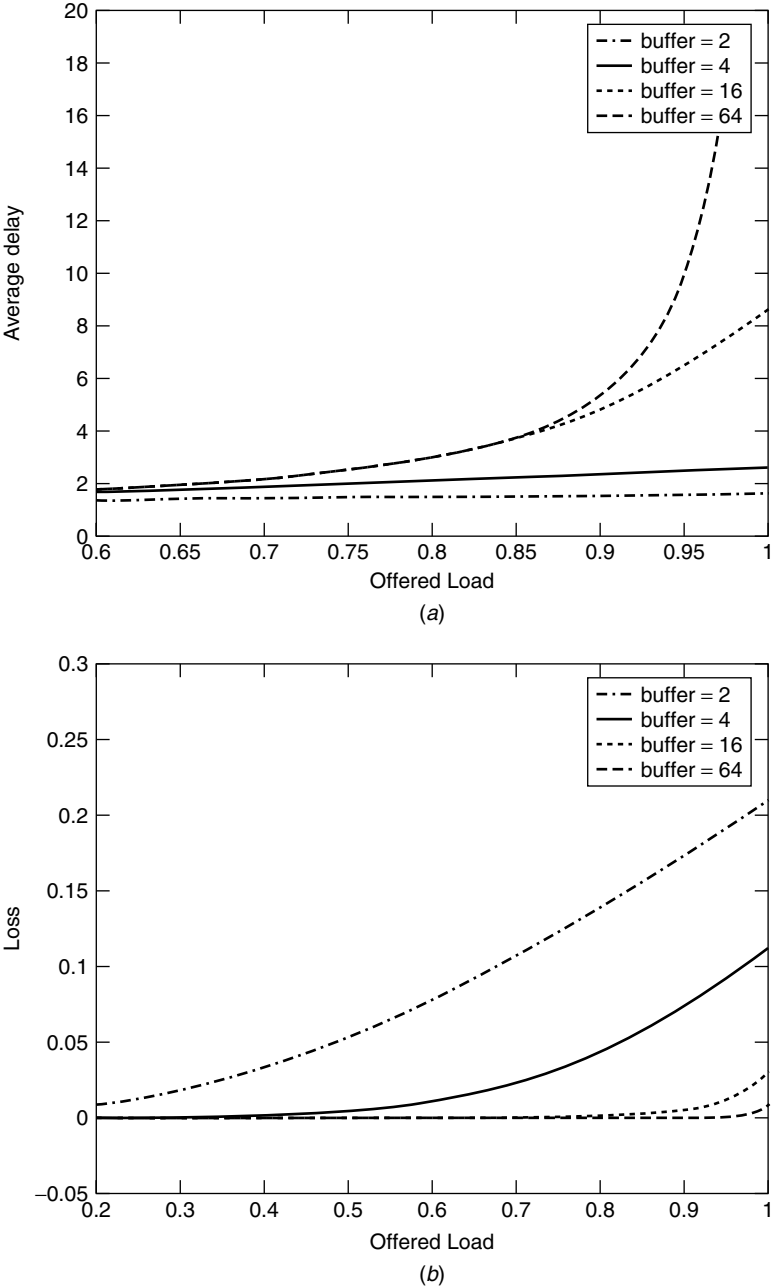 20
18
16
14
12
10
8
6
4
2
0
Average delay
buffer = 2
buffer = 4
buffer = 16
buffer = 64
0.6 0.65 0.7 0.75 0.8 0.85 0.9 0.95 1
Offered Load
(a)
0.3
0.25
0.2
0.15
0.1
0.05
0
−0.05
Loss
buffer = 2
buffer = 4
buffer = 16
buffer = 64
0.2 0.3 0.4 0.5 0.6 0.7 0.8 0.9 1
Offered Load
(b)